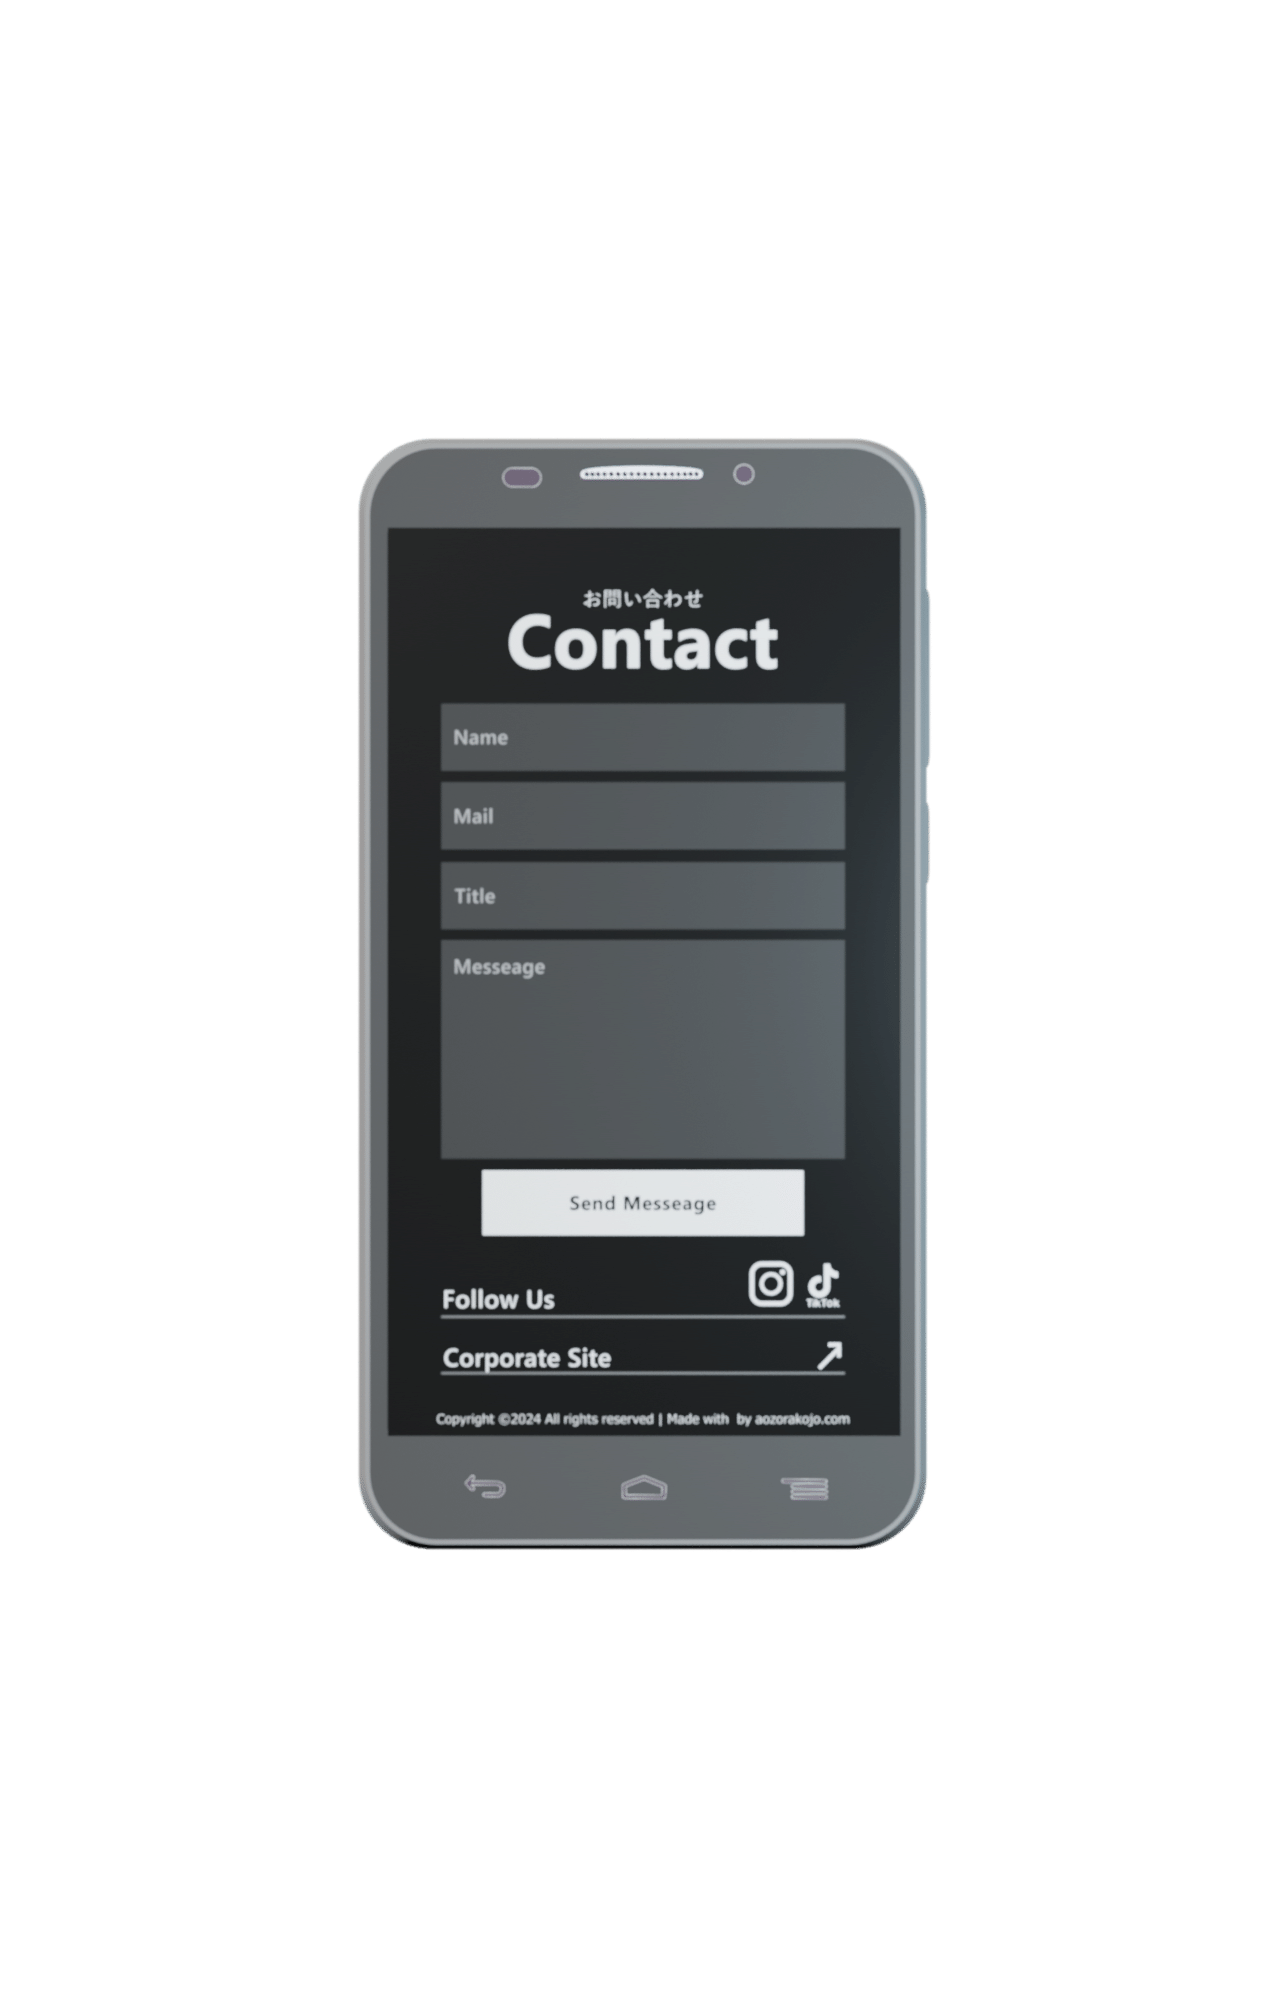 お問い合わせ
Contact
Name
Mail
Title
Messeage
Send Messeage
TikTok
Follow Us
Corporate Site
Copyright ©2024 All rights reserved | Made with by aozorakojo.com